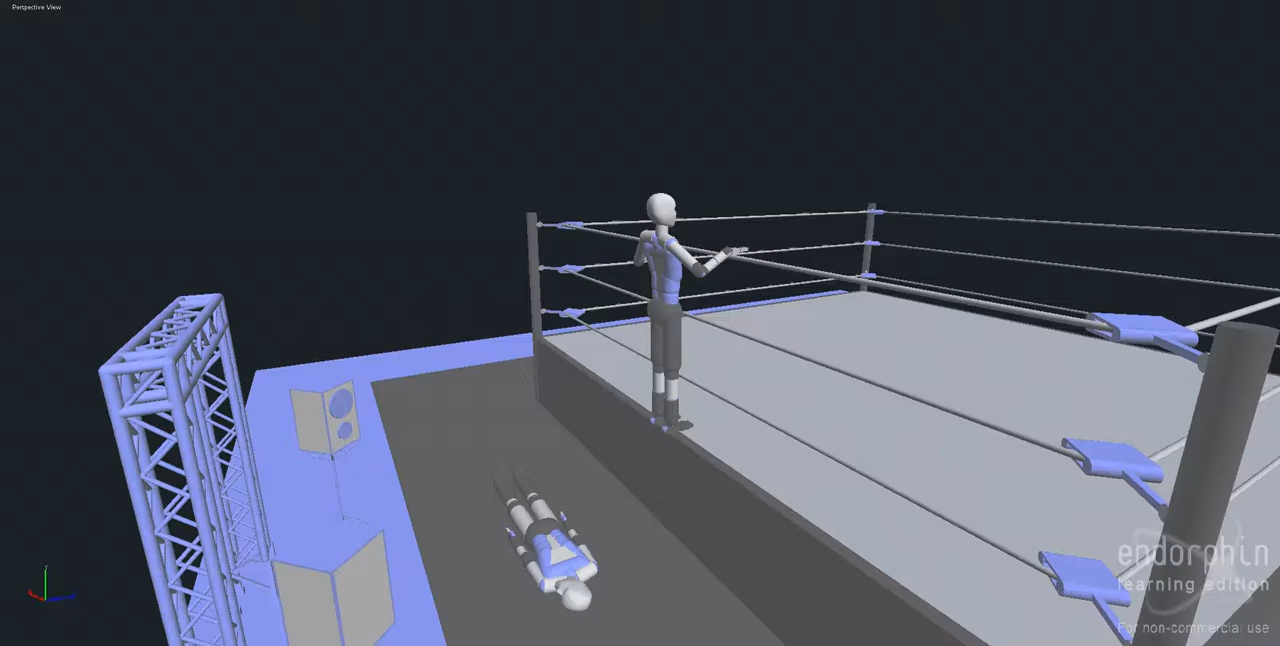 Perspective View
endorphin
learning edition
For non-commercial use